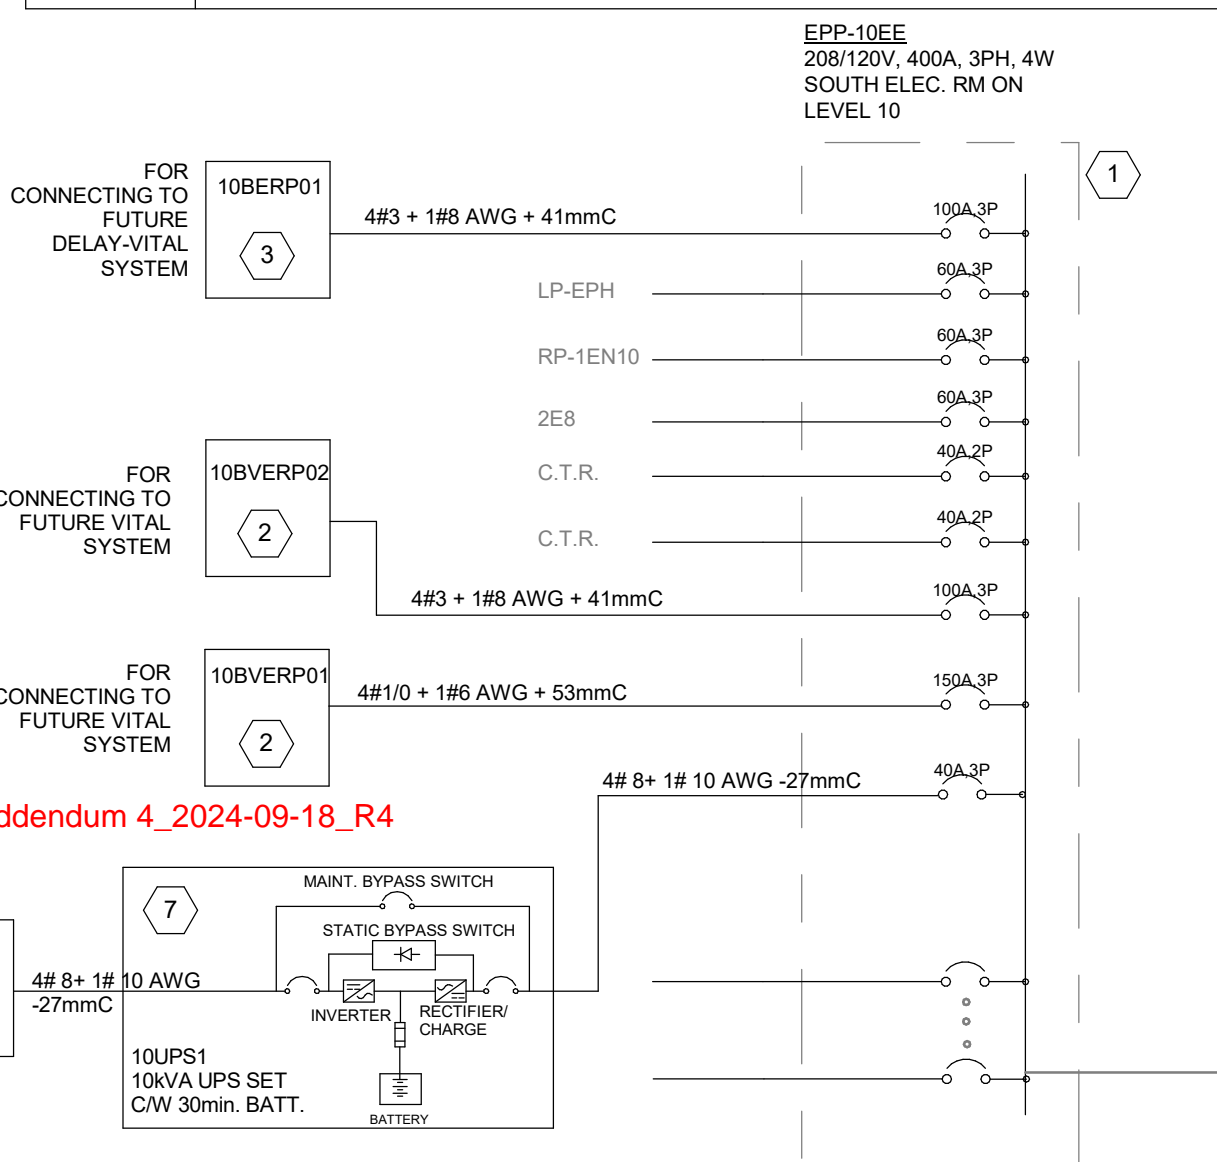 EPP-10EE
208/120V, 400A, 3PH, 4W
SOUTH ELEC. RM ON
LEVEL 10
1
FOR
CONNECTING TO
FUTURE
DELAY-VITAL
SYSTEM
10BERP01
3
4#3 + 1#8 AWG + 41mmC
100A,3P
LP-EPH
60A,3P
RP-1EN10
60A,3P
2E8
60A,3P
C.T.R.
40A,2P
C.T.R.
40A,2P
FOR
CONNECTING TO
FUTURE VITAL
SYSTEM
10BVERP02
2
4#3 + 1#8 AWG + 41mmC
100A,3P
FOR
CONNECTING TO
FUTURE VITAL
SYSTEM
10BVERP01
2
4#1/0 + 1#6 AWG + 53mmC
150A,3P
4# 8+ 1# 10 AWG -27mmC
40A,3P
ddendum 4_2024-09-18_R4
7
MAINT. BYPASS SWITCH
STATIC BYPASS SWITCH
4# 8+ 1# 10 AWG
-27mmC
INVERTER
RECTIFIER/
CHARGE
10UPS1
10kVA UPS SET
C/W 30min. BATT.
BATTERY